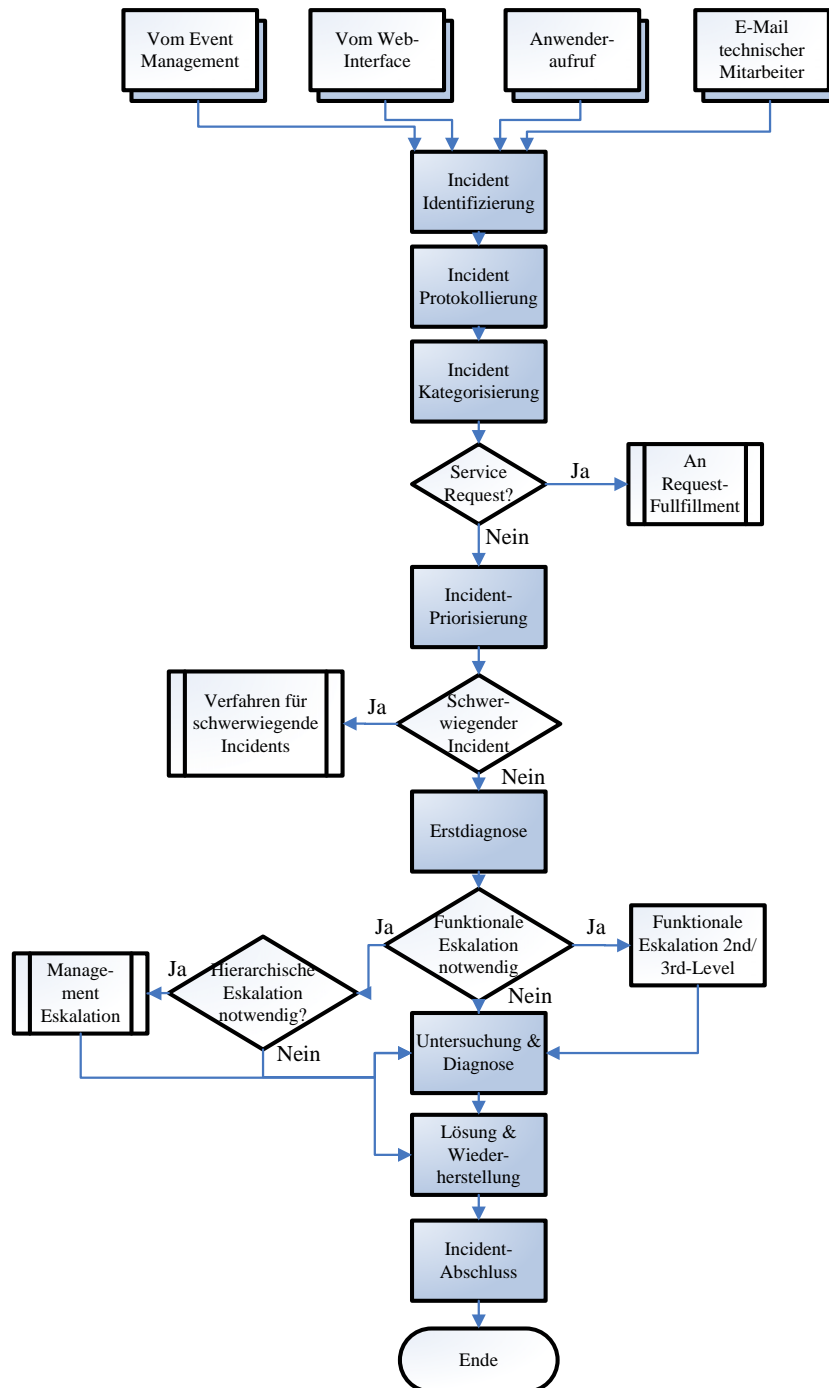 Vom Event
Management
Vom Web-
Interface
Anwender-
aufruf
E-Mail
technischer
Mitarbeiter
Incident
Identifizierung
Incident
Protokollierung
Incident
Kategorisierung
Service
Request?
Ja
An
Request-
Fullfillment
Nein
Incident-
Priorisierung
Verfahren für
schwerwiegende
Incidents
Ja
Schwer-
wiegender
Incident
Nein
Erstdiagnose
Ja
Funktionale
Eskalation
notwendig
Ja
Funktionale
Eskalation 2nd/
3rd-Level
Manage-
ment
Eskalation
Ja
Hierarchische
Eskalation
notwendig?
Nein
Nein
Untersuchung &
Diagnose
Lösung &
Wieder-
herstellung
Incident-
Abschluss
Ende